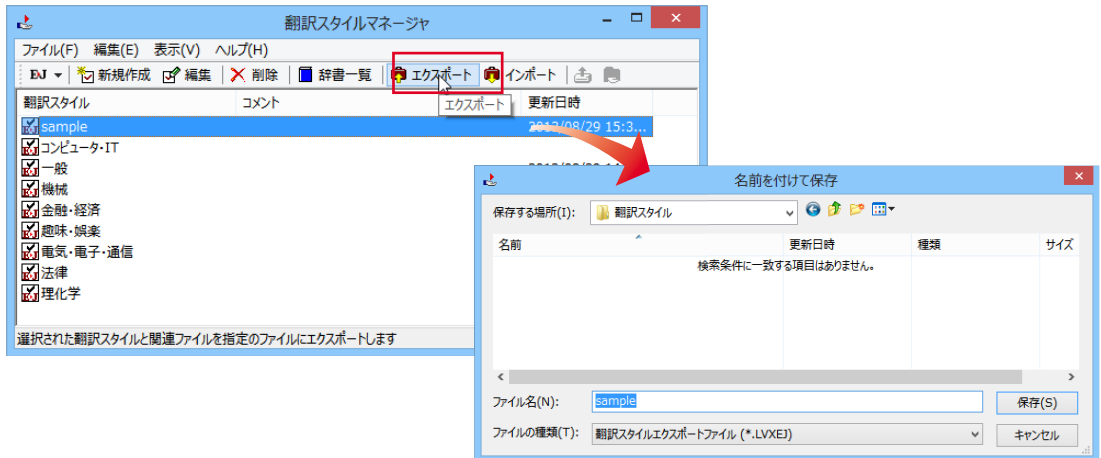 翻訳スタイルマネージャ
ファイル(F) 編集(E) 表示(V) ヘルプ(H)
EJ 新規作成 編集 削除 辞書一覧 エクスポート インポート
翻訳スタイル コメント 更新日時
エクスポート
sample 2013/08/29 15:3...
コンピュータ・IT
一般
機械
金融・経済
趣味・娯楽
電気・電子・通信
法律
理化学
選択された翻訳スタイルと関連ファイルを指定のファイルにエクスポートします
名前を付けて保存
保存する場所(I): 翻訳スタイル
名前 更新日時 種類 サイズ
検索条件に一致する項目はありません。
ファイル名(N): sample 保存(S)
ファイルの種類(T): 翻訳スタイルエクスポートファイル (*.LVXEJ) キャンセル